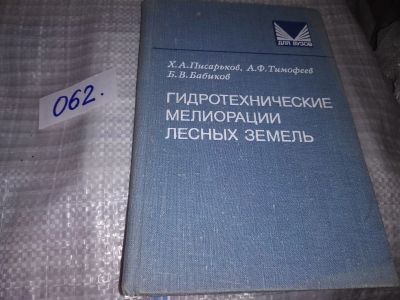 062.
ДЛЯ ВУЗОВ
Х.А.Писарьков, А.Ф.Тимофеев
Б.В.Бабиков
ГИДРОТЕХНИЧЕСКИЕ
МЕЛИОРАЦИИ
ЛЕСНЫХ ЗЕМЕЛЬ